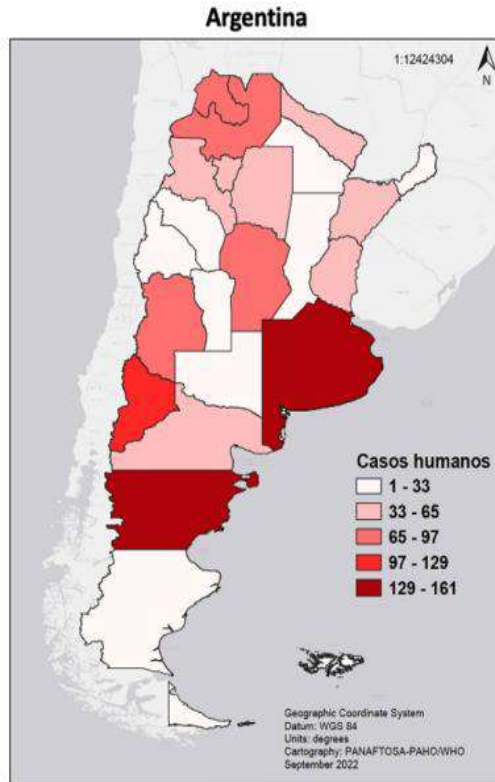 Argentina
1:12424304
N
Casos humanos
1 - 33
33 - 65
65 - 97
97 - 129
129 - 161
Geographic Coordinate System
Datum: WGS 84
Units: degrees
Cartography: PANAFTOSA-PAHO/WHO
September 2022